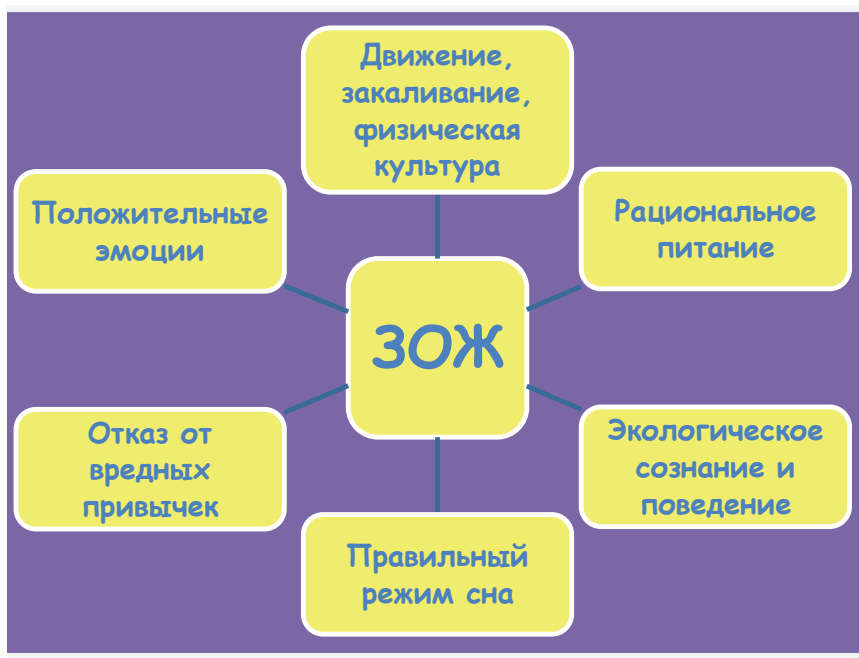 Движение,
закаливание,
физическая
культура
Положительные
эмоции
Рациональное
питание
ЗОЖ
Отказ от
вредных
привычек
Экологическое
сознание и
поведение
Правильный
режим сна